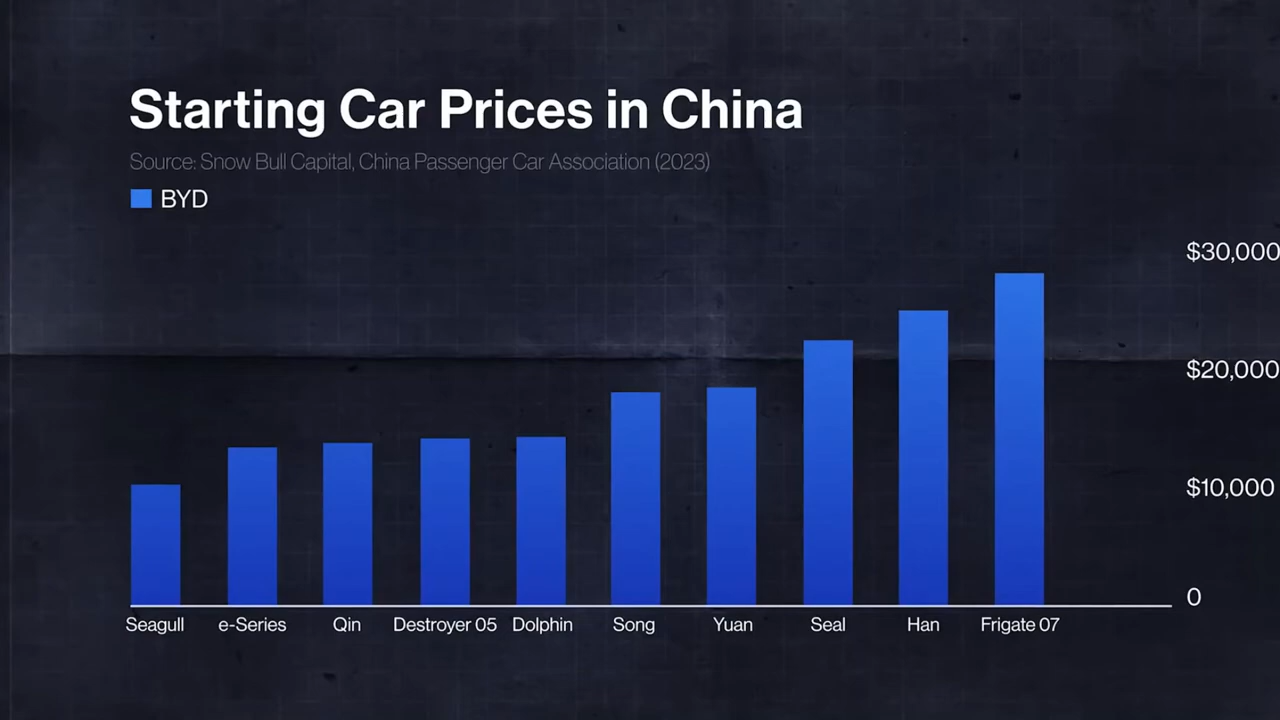 Starting Car Prices in China
Source: Snow Bull Capital, China Passenger Car Association (2023)
BYD
$30,000
$20,000
$10,000
0
Seagull e-Series Qin Destroyer 05 Dolphin Song Yuan Seal Han Frigate 07